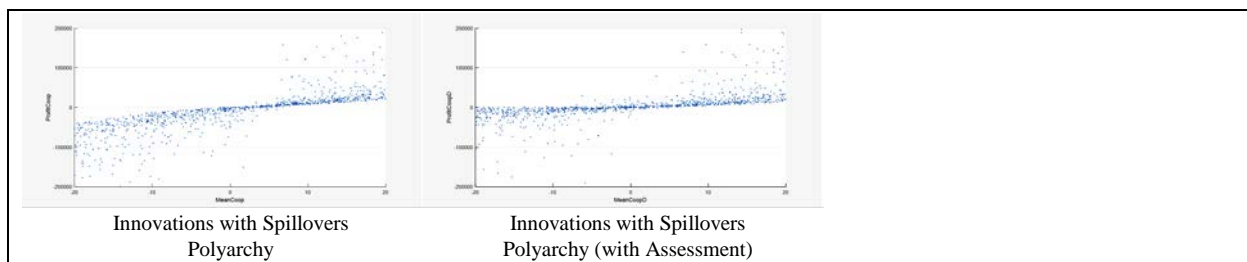 200000
100000
0
-100000
-200000
ProfitCoop
-20
-10
0
10
20
MeanCoop
200000
100000
0
-100000
-200000
ProfitCoopD
-20
-10
0
10
20
MeanCoopD
Innovations with Spillovers
Polyarchy
Innovations with Spillovers
Polyarchy (with Assessment)